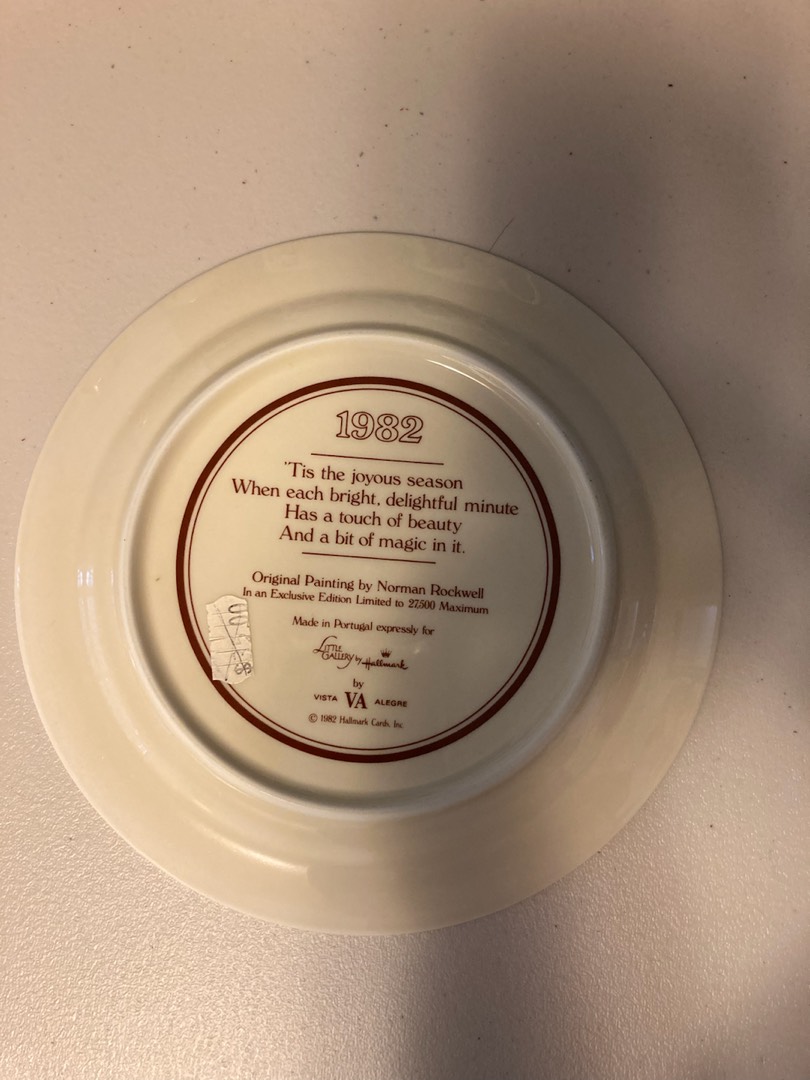 1982
'Tis the joyous season
When each bright, delightful minute
Has a touch of beauty
And a bit of magic in it.
Original Painting by Norman Rockwell
In an Exclusive Edition Limited to 27,500 Maximum
Made in Portugal expressly for
LITTLE GALLERY by Hallmark
by
VISTA VA ALEGRE
© 1982 Hallmark Cards, Inc.